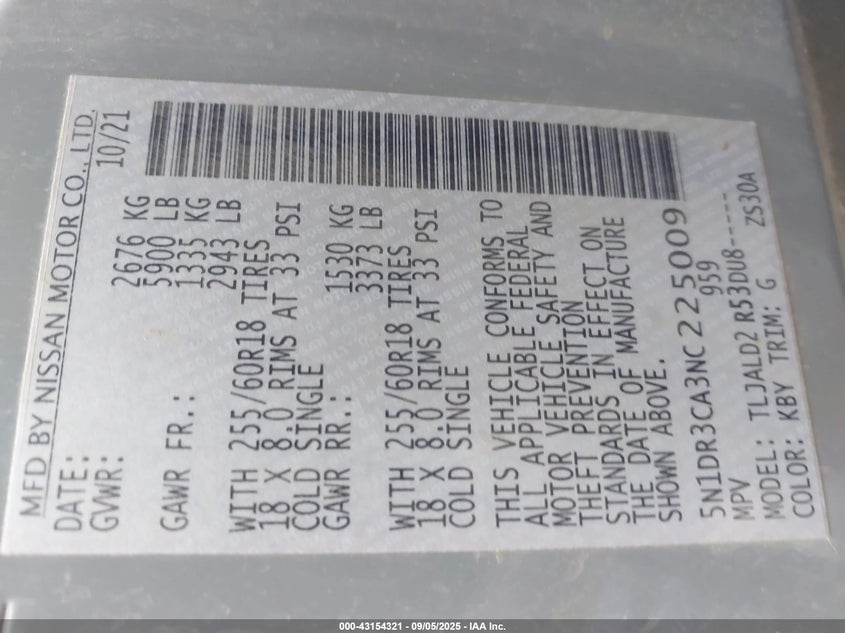 MFD BY NISSAN MOTOR CO., LTD.
DATE: 10/21
GVWR: 2676 KG
5900 LB
GAWR FR.: 1335 KG
2943 LB
WITH 255/60R18 TIRES
18 X 8.0 RIMS AT 33 PSI
COLD SINGLE
GAWR RR.: 1530 KG
3373 LB
WITH 255/60R18 TIRES
18 X 8.0 RIMS AT 33 PSI
COLD SINGLE
THIS VEHICLE CONFORMS TO
ALL APPLICABLE FEDERAL
MOTOR VEHICLE SAFETY AND
THEFT PREVENTION
STANDARDS IN EFFECT ON
THE DATE OF MANUFACTURE
SHOWN ABOVE.
5N1DR3CA3NC225009
MPV 959
MODEL: TLJALD2 R53DU8-----
COLOR: KBY TRIM: G ZS30A
000-43154321 - 09/05/2025 - IAA Inc.